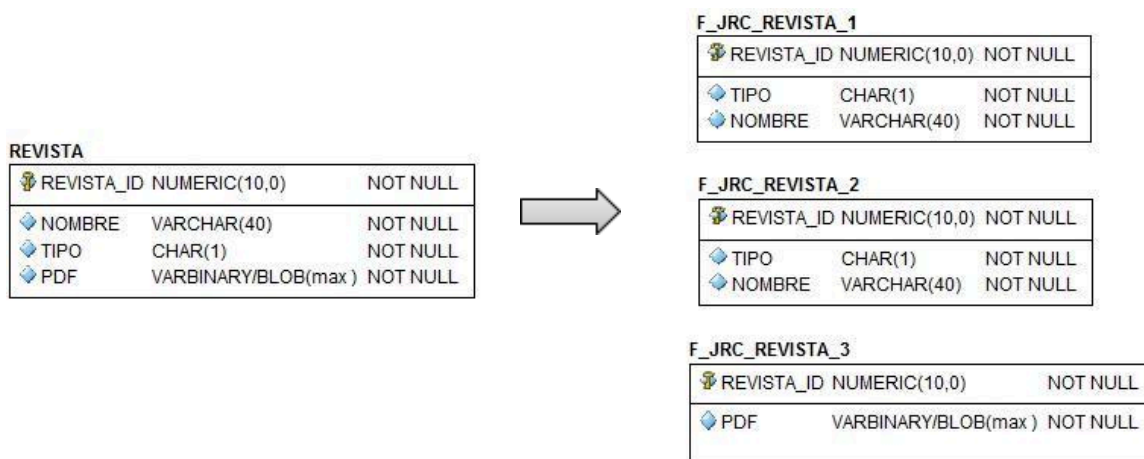 REVISTA
REVISTA_ID NUMERIC(10,0) NOT NULL
NOMBRE VARCHAR(40) NOT NULL
TIPO CHAR(1) NOT NULL
PDF VARBINARY/BLOB(max ) NOT NULL
F_JRC_REVISTA_1
REVISTA_ID NUMERIC(10,0) NOT NULL
TIPO CHAR(1) NOT NULL
NOMBRE VARCHAR(40) NOT NULL
F_JRC_REVISTA_2
REVISTA_ID NUMERIC(10,0) NOT NULL
TIPO CHAR(1) NOT NULL
NOMBRE VARCHAR(40) NOT NULL
F_JRC_REVISTA_3
REVISTA_ID NUMERIC(10,0) NOT NULL
PDF VARBINARY/BLOB(max ) NOT NULL